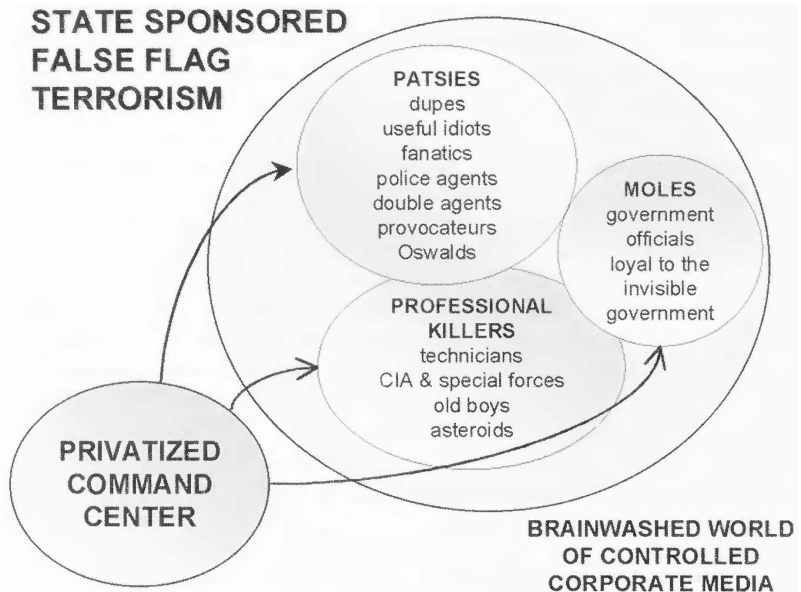 STATE SPONSORED
FALSE FLAG
TERRORISM
PATSIES
dupes
useful idiots
fanatics
police agents
double agents
provocateurs
Oswalds
MOLES
government
officials
loyal to the
invisible
government
PROFESSIONAL
KILLERS
technicians
CIA & special forces
old boys
asteroids
PRIVATIZED
COMMAND
CENTER
BRAINWASHED WORLD
OF CONTROLLED
CORPORATE MEDIA